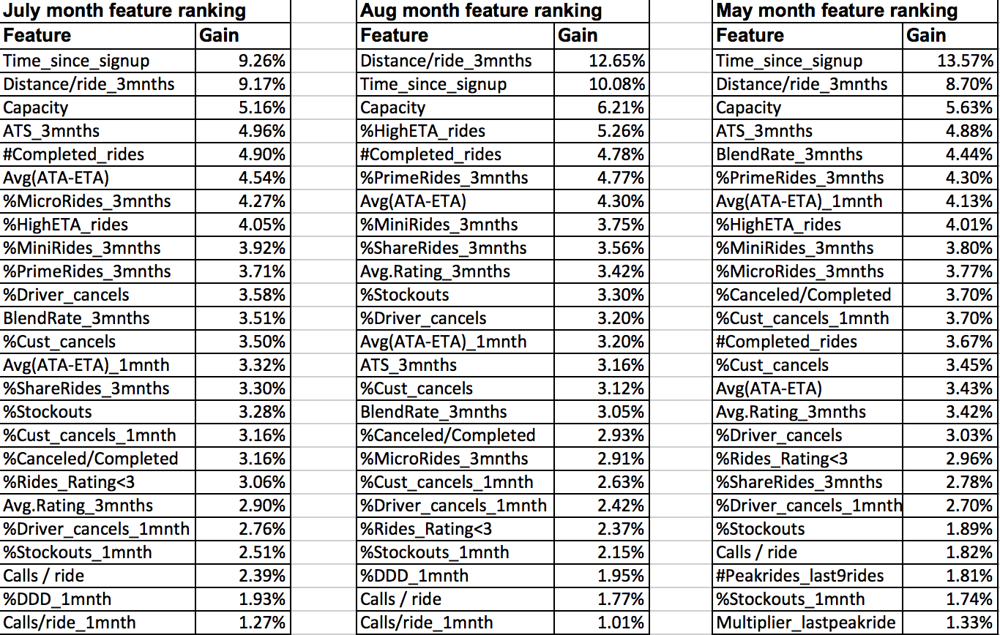 July month feature ranking Aug month feature ranking May month feature ranking
Feature Gain Feature Gain Feature Gain
Time_since_signup 9.26% Distance/ride_3mnths 12.65% Time_since_signup 13.57%
Distance/ride_3mnths 9.17% Time_since_signup 10.08% Distance/ride_3mnths 8.70%
Capacity 5.16% Capacity 6.21% Capacity 5.63%
ATS_3mnths 4.96% %HighETA_rides 5.26% ATS_3mnths 4.88%
#Completed_rides 4.90% #Completed_rides 4.78% BlendRate_3mnths 4.44%
Avg(ATA-ETA) 4.54% %PrimeRides_3mnths 4.77% %PrimeRides_3mnths 4.30%
%MicroRides_3mnths 4.27% Avg(ATA-ETA) 4.30% Avg(ATA-ETA)_1mnth 4.13%
%HighETA_rides 4.05% %MiniRides_3mnths 3.75% %HighETA_rides 4.01%
%MiniRides_3mnths 3.92% %ShareRides_3mnths 3.56% %MiniRides_3mnths 3.80%
%PrimeRides_3mnths 3.71% Avg.Rating_3mnths 3.42% %MicroRides_3mnths 3.77%
%Driver_cancels 3.58% %Stockouts 3.30% %Canceled/Completed 3.70%
BlendRate_3mnths 3.51% %Driver_cancels 3.20% %Cust_cancels_1mnth 3.70%
%Cust_cancels 3.50% Avg(ATA-ETA)_1mnth 3.20% #Completed_rides 3.67%
Avg(ATA-ETA)_1mnth 3.32% ATS_3mnths 3.16% %Cust_cancels 3.45%
%ShareRides_3mnths 3.30% %Cust_cancels 3.12% Avg(ATA-ETA) 3.43%
%Stockouts 3.28% BlendRate_3mnths 3.05% Avg.Rating_3mnths 3.42%
%Cust_cancels_1mnth 3.16% %Canceled/Completed 2.93% %Driver_cancels 3.03%
%Canceled/Completed 3.16% %MicroRides_3mnths 2.91% %Rides_Rating<3 2.96%
%Rides_Rating<3 3.06% %Cust_cancels_1mnth 2.63% %ShareRides_3mnths 2.78%
Avg.Rating_3mnths 2.90% %Driver_cancels_1mnth 2.42% %Driver_cancels_1mnth 2.70%
%Driver_cancels_1mnth 2.76% %Rides_Rating<3 2.37% %Stockouts 1.89%
%Stockouts_1mnth 2.51% %Stockouts_1mnth 2.15% Calls / ride 1.82%
Calls / ride 2.39% %DDD_1mnth 1.95% #Peakrides_last9rides 1.81%
%DDD_1mnth 1.93% Calls / ride 1.77% %Stockouts_1mnth 1.74%
Calls/ride_1mnth 1.27% Calls/ride_1mnth 1.01% Multiplier_lastpeakride 1.33%